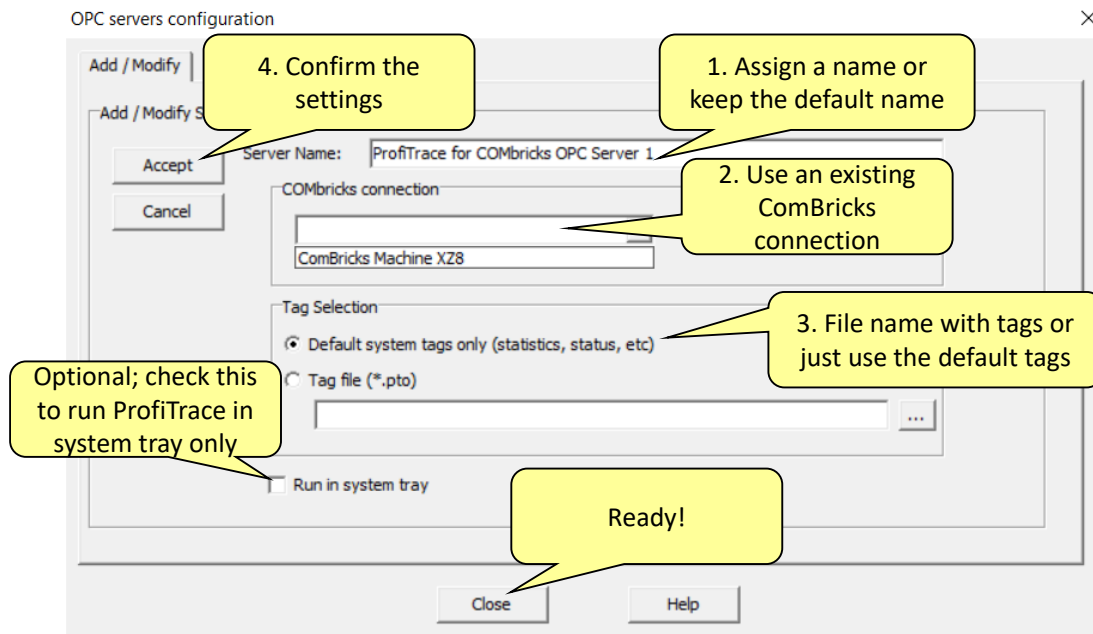 OPC servers configuration
Add / Modify
4. Confirm the
settings
1. Assign a name or
keep the default name
Add / Modify S
Accept
Server Name:
ProfiTrace for COMbricks OPC Server 1
Cancel
COMbricks connection
2. Use an existing
ComBricks
connection
ComBricks Machine XZ8
Tag Selection
Default system tags only (statistics, status, etc)
3. File name with tags or
just use the default tags
Optional; check this
to run ProfiTrace in
system tray only
Tag file (*.pto)
...
Run in system tray
Ready!
Close
Help